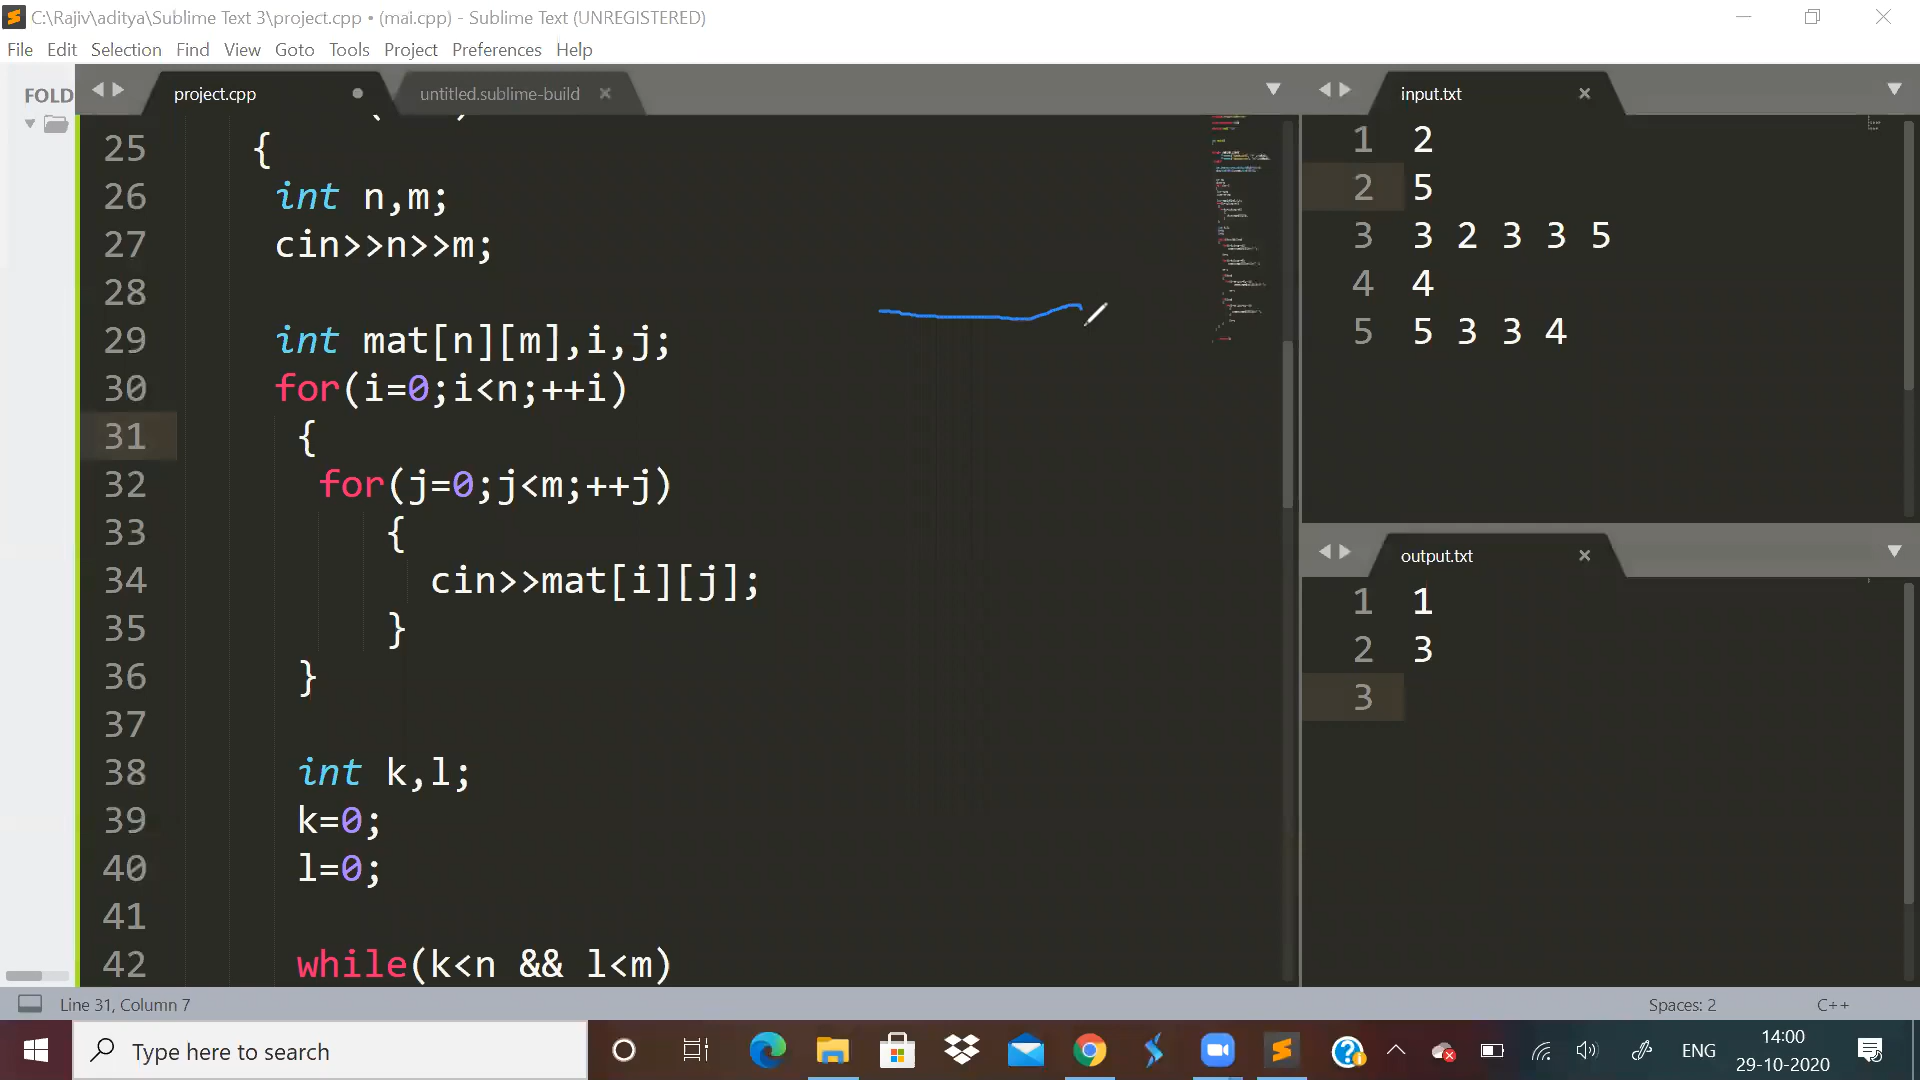 C:\Rajiv\aditya\Sublime Text 3\project.cpp • (mai.cpp) - Sublime Text (UNREGISTERED)
File Edit Selection Find View Goto Tools Project Preferences Help
FOLD
project.cpp
untitled.sublime-build
25 {
26 int n,m;
27 cin>>n>>m;
28
29 int mat[n][m],i,j;
30 for(i=0;i<n;++i)
31 {
32 for(j=0;j<m;++j)
33 {
34 cin>>mat[i][j];
35 }
36 }
37
38 int k,l;
39 k=0;
40 l=0;
41
42 while(k<n && l<m)
input.txt
1 2
2 5
3 3 2 3 3 5
4 4
5 5 3 3 4
output.txt
1 1
2 3
3
Line 31, Column 7
Spaces: 2
C++
Type here to search
ENG
14:00
29-10-2020